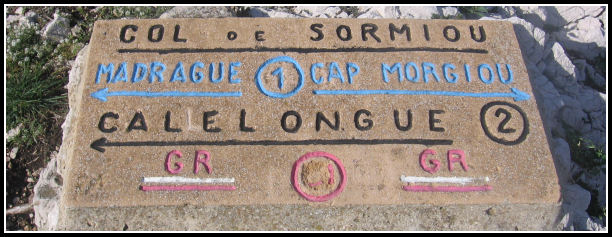 COL DE SORMIOU
MADRAGUE 1 CAP MORGIOU
CALELONGUE 2
GR GR